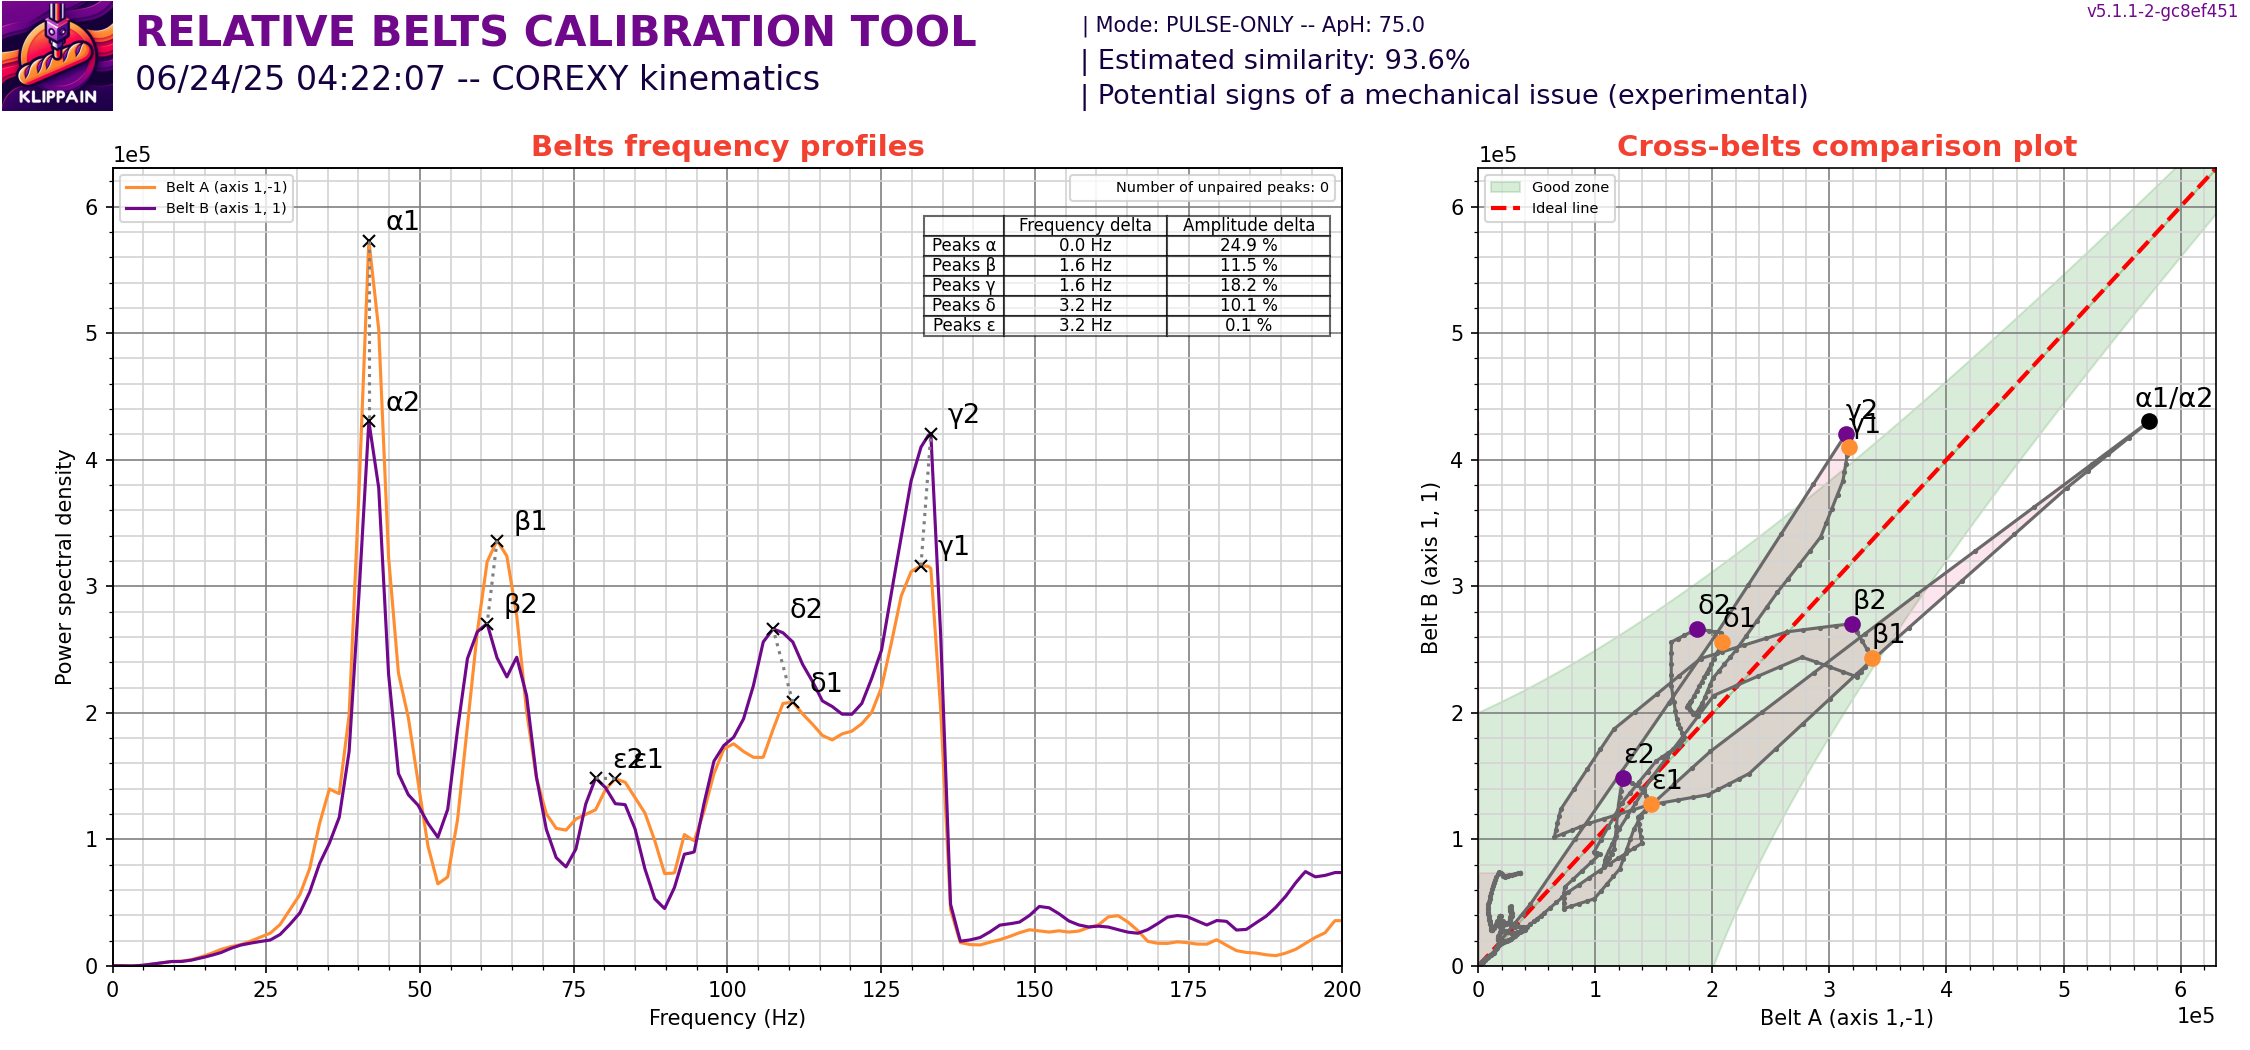 KLIPPAIN
RELATIVE BELTS CALIBRATION TOOL
06/24/25 04:22:07 -- COREXY kinematics
| Mode: PULSE-ONLY -- ApH: 75.0
| Estimated similarity: 93.6%
| Potential signs of a mechanical issue (experimental)
v5.1.1-2-gc8ef451
Belts frequency profiles
1e5
Belt A (axis 1,-1)
Belt B (axis 1, 1)
Number of unpaired peaks: 0
Frequency delta Amplitude delta
Peaks α 0.0 Hz 24.9 %
Peaks β 1.6 Hz 11.5 %
Peaks γ 1.6 Hz 18.2 %
Peaks δ 3.2 Hz 10.1 %
Peaks ε 3.2 Hz 0.1 %
α1
α2
β1
β2
ε2
ε1
δ2
δ1
γ2
γ1
Power spectral density
6
5
4
3
2
1
0
0 25 50 75 100 125 150 175 200
Frequency (Hz)
Cross-belts comparison plot
1e5
Good zone
Ideal line
α1/α2
γ2
γ1
β2
β1
δ2
δ1
ε2
ε1
Belt B (axis 1, 1)
6
5
4
3
2
1
0
0 1 2 3 4 5 6
1e5
Belt A (axis 1,-1)